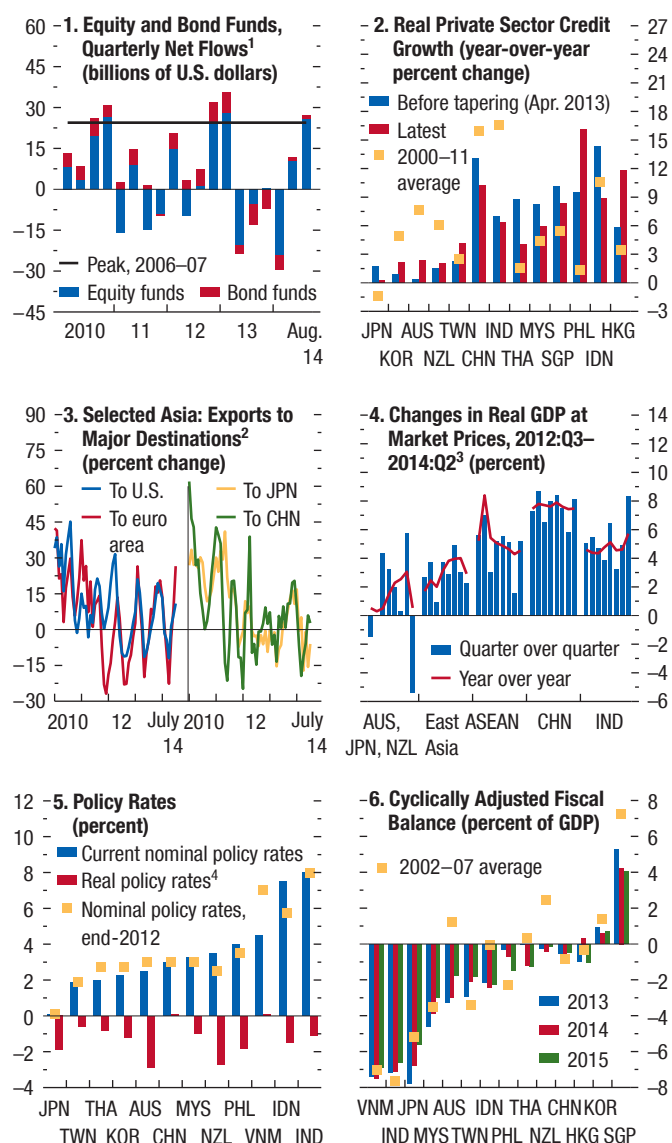 1. Equity and Bond Funds,
Quarterly Net Flows1
(billions of U.S. dollars)
60
45
30
15
0
–15
–30
–45
Peak, 2006–07
Equity funds
Bond funds
2010 11 12 13 Aug.
14
2. Real Private Sector Credit
Growth (year-over-year
percent change)
Before tapering (Apr. 2013)
Latest
2000–11
average
27
24
21
18
15
12
9
6
3
0
–3
JPN AUS TWN IND MYS PHL HKG
KOR NZL CHN THA SGP IDN
3. Selected Asia: Exports to
Major Destinations2
(percent change)
90
75
60
45
30
15
0
–15
–30
To U.S.
To euro
area
To JPN
To CHN
2010 12 July 2010 12 July
14 14
4. Changes in Real GDP at
Market Prices, 2012:Q3–
2014:Q23 (percent)
14
12
10
8
6
4
2
0
–2
–4
–6
Quarter over quarter
Year over year
AUS, East ASEAN CHN IND
JPN, NZL Asia
5. Policy Rates
(percent)
12
10
8
6
4
2
0
–2
–4
Current nominal policy rates
Real policy rates4
Nominal policy rates,
end-2012
JPN THA AUS MYS PHL IDN
TWN KOR CHN NZL VNM IND
6. Cyclically Adjusted Fiscal
Balance (percent of GDP)
2002–07 average
8
6
4
2
0
–2
–4
–6
–8
2013
2014
2015
VNM JPN AUS IDN THA CHN KOR
IND MYS TWN PHL NZL HKG SGP